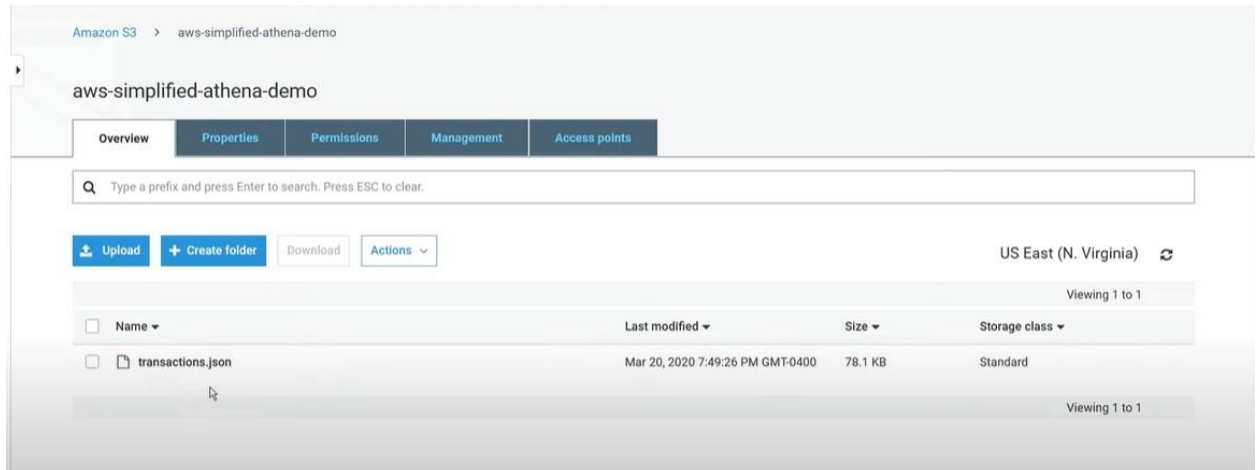 Amazon S3 > aws-simplified-athena-demo
aws-simplified-athena-demo
Overview Properties Permissions Management Access points
Type a prefix and press Enter to search. Press ESC to clear.
Upload + Create folder Download Actions US East (N. Virginia)
Viewing 1 to 1
Name Last modified Size Storage class
transactions.json Mar 20, 2020 7:49:26 PM GMT-0400 78.1 KB Standard
Viewing 1 to 1